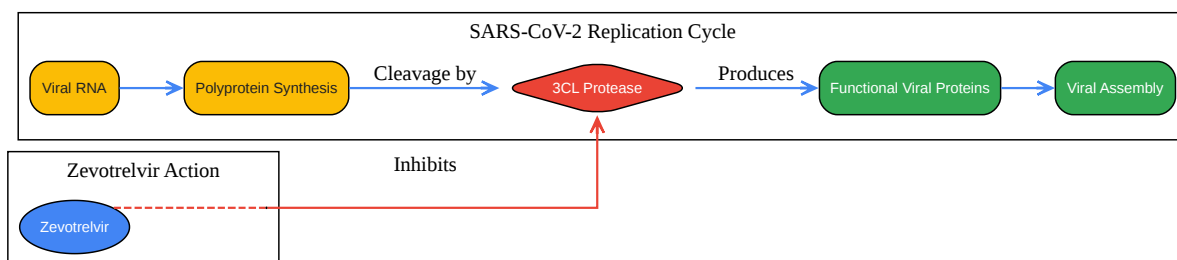 SARS-CoV-2 Replication Cycle
Viral RNA
Polyprotein Synthesis
Cleavage by
3CL Protease
Produces
Functional Viral Proteins
Viral Assembly
Inhibits
Zevotrelvir Action
Zevotrelvir